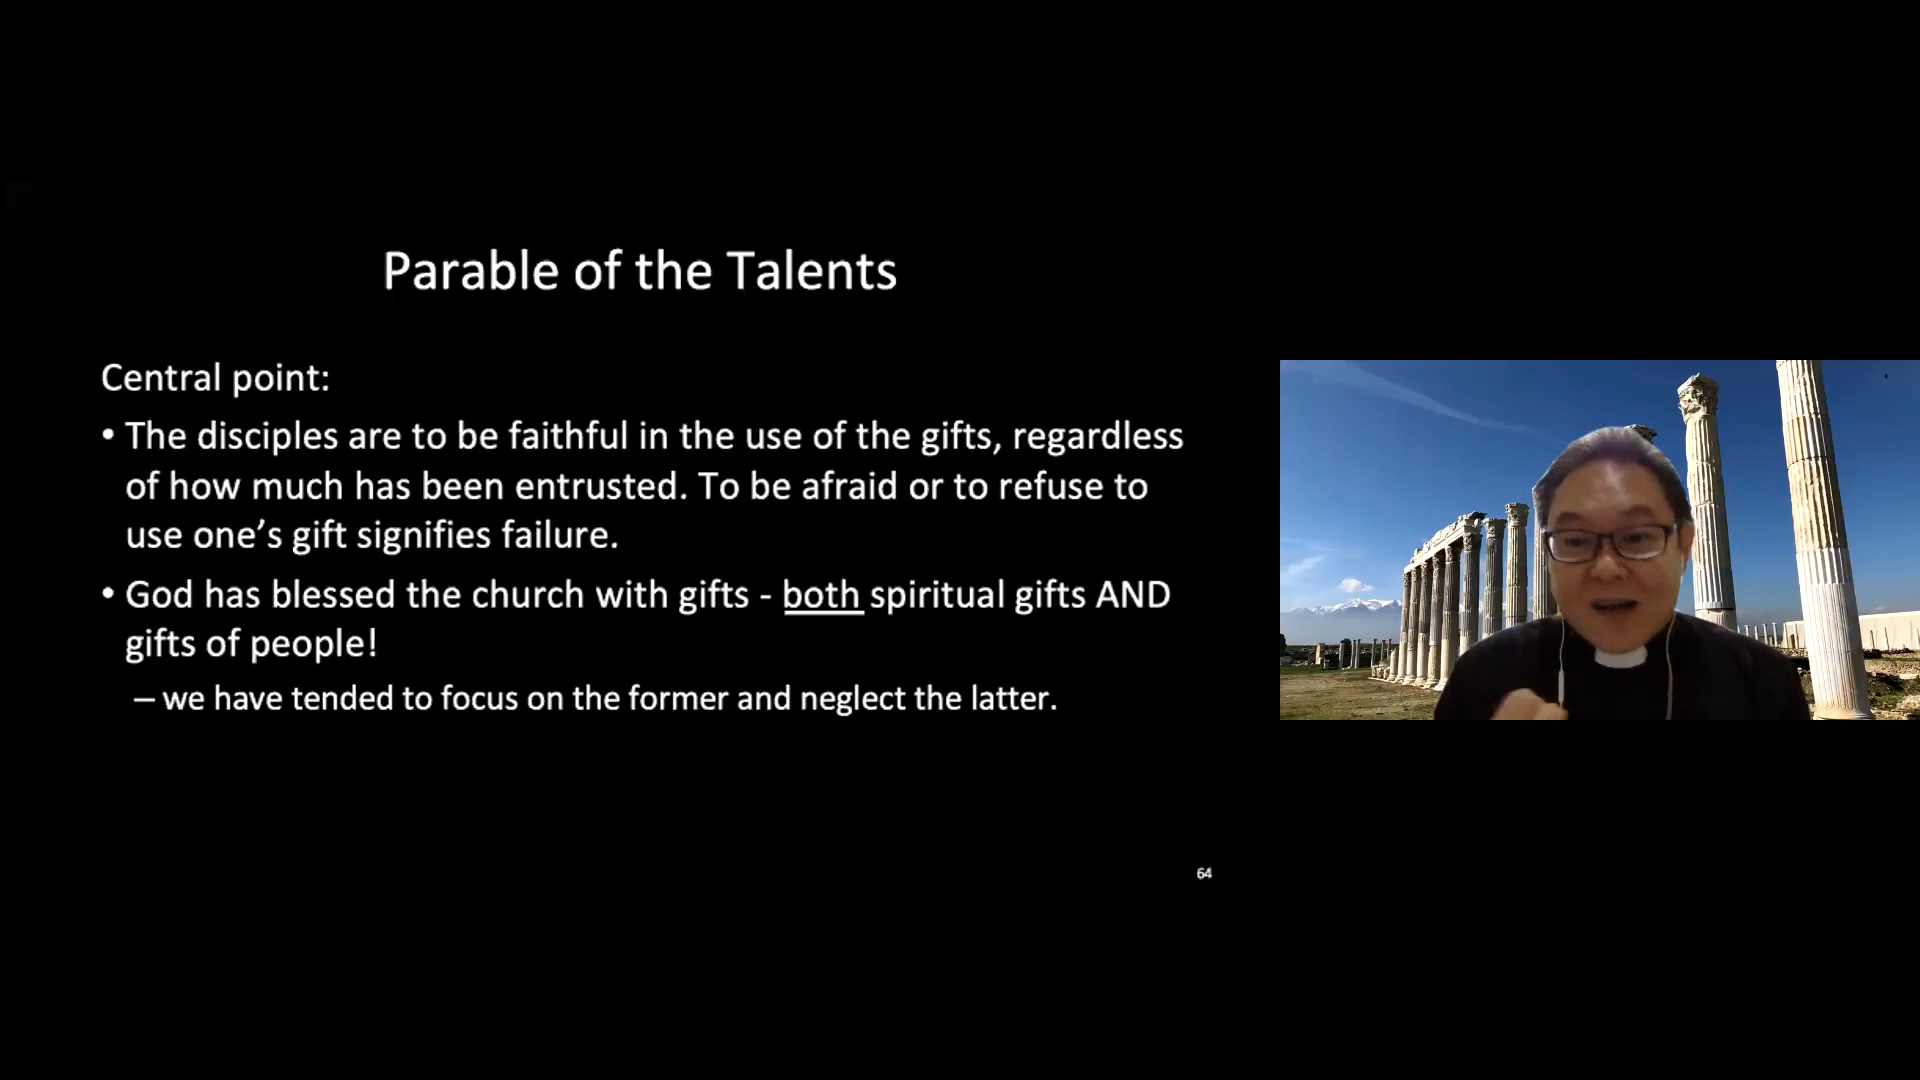 Parable of the Talents
Central point:
• The disciples are to be faithful in the use of the gifts, regardless
of how much has been entrusted. To be afraid or to refuse to
use one’s gift signifies failure.
• God has blessed the church with gifts - both spiritual gifts AND
gifts of people!
– we have tended to focus on the former and neglect the latter.
64